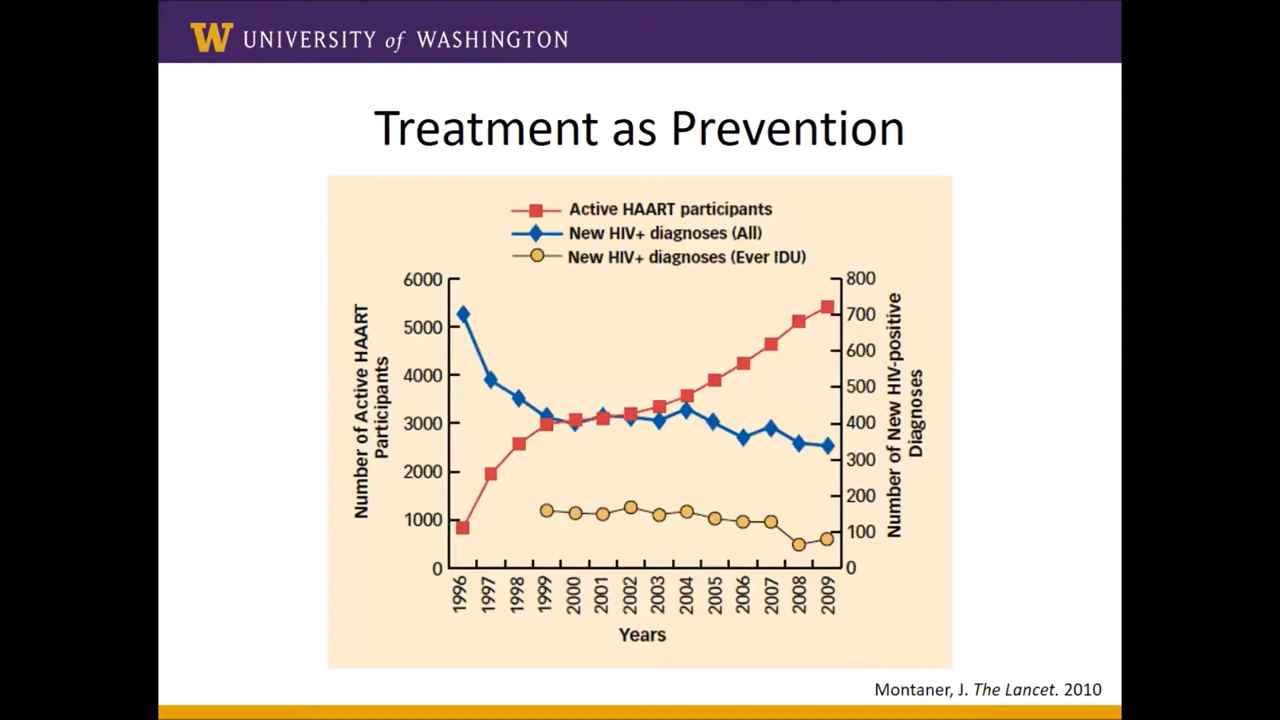 W UNIVERSITY of WASHINGTON
Treatment as Prevention
Active HAART participants
New HIV+ diagnoses (All)
New HIV+ diagnoses (Ever IDU)
Number of Active HAART
Participants
6000
5000
4000
3000
2000
1000
0
800
700
600
500
400
300
200
100
0
Number of New HIV-positive
Diagnoses
1996 1997 1998 1999 2000 2001 2002 2003 2004 2005 2006 2007 2008 2009
Years
Montaner, J. The Lancet. 2010